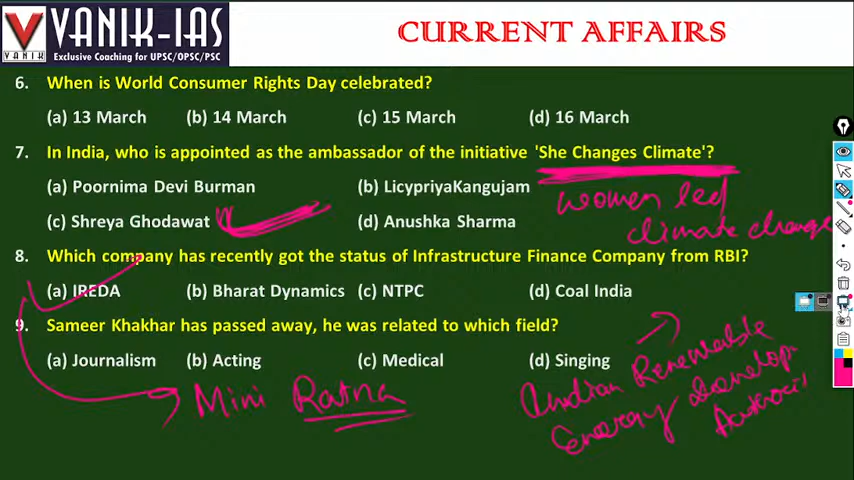 VANIK-IAS
VANIK
Exclusive Coaching for UPSC/OPSC/PSC
CURRENT AFFAIRS
6. When is World Consumer Rights Day celebrated?
(a) 13 March (b) 14 March (c) 15 March (d) 16 March
7. In India, who is appointed as the ambassador of the initiative 'She Changes Climate'?
(a) Poornima Devi Burman (b) LicypriyaKangujam
women led
(c) Shreya Ghodawat (d) Anushka Sharma
climate change
8. Which company has recently got the status of Infrastructure Finance Company from RBI?
(a) IREDA (b) Bharat Dynamics (c) NTPC (d) Coal India
9. Sameer Khakhar has passed away, he was related to which field?
(a) Journalism (b) Acting (c) Medical (d) Singing
Mini Ratna
Indian Renewable
Energy Develop